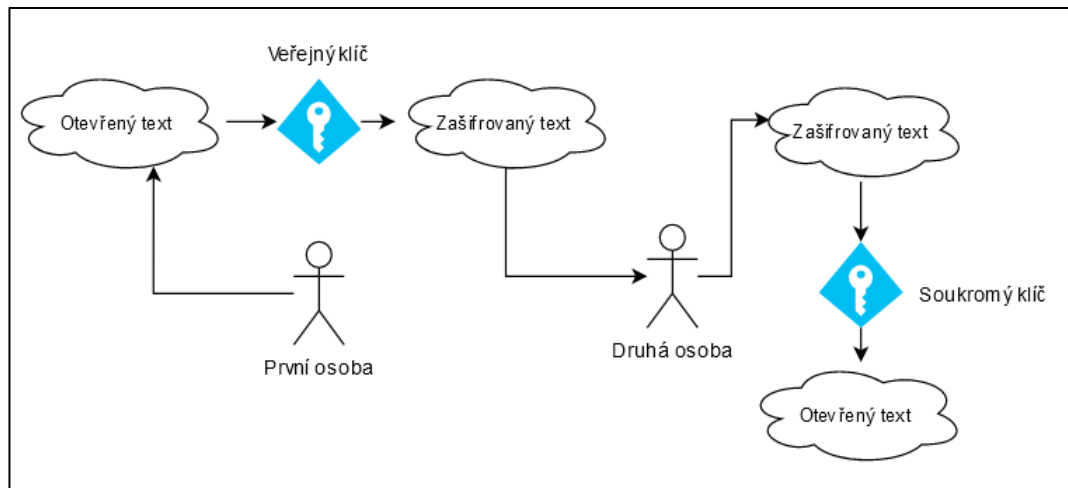 Veřejný klíč
Otevřený text
Zašifrovaný text
Zašifrovaný text
První osoba
Druhá osoba
Soukromý klíč
Otevřený text